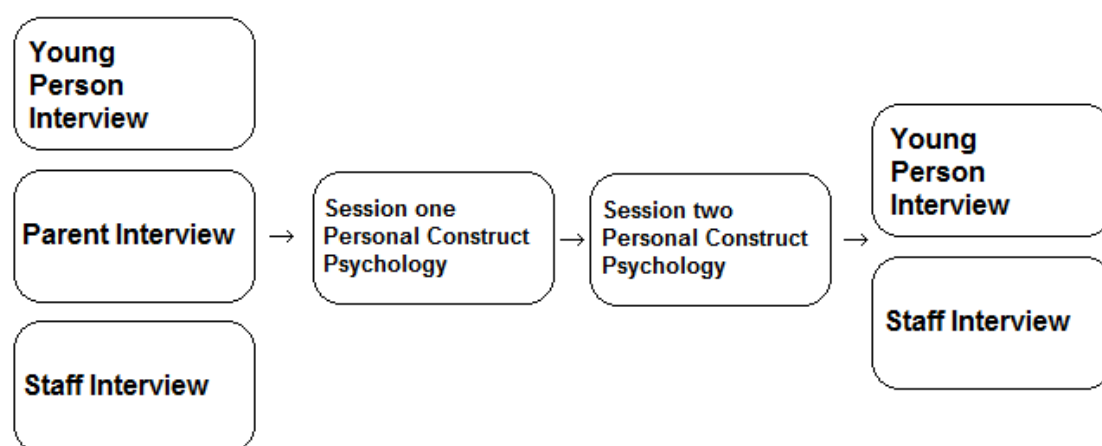 Young
Person
Interview
Parent Interview
Staff Interview
Session one
Personal Construct
Psychology
Session two
Personal Construct
Psychology
Young
Person
Interview
Staff Interview